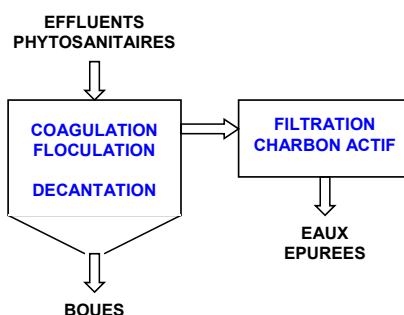 EFFLUENTS
PHYTOSANITAIRES
COAGULATION
FLOCULATION
DECANTATION
FILTRATION
CHARBON ACTIF
EAUX
EPUREES
BOUES